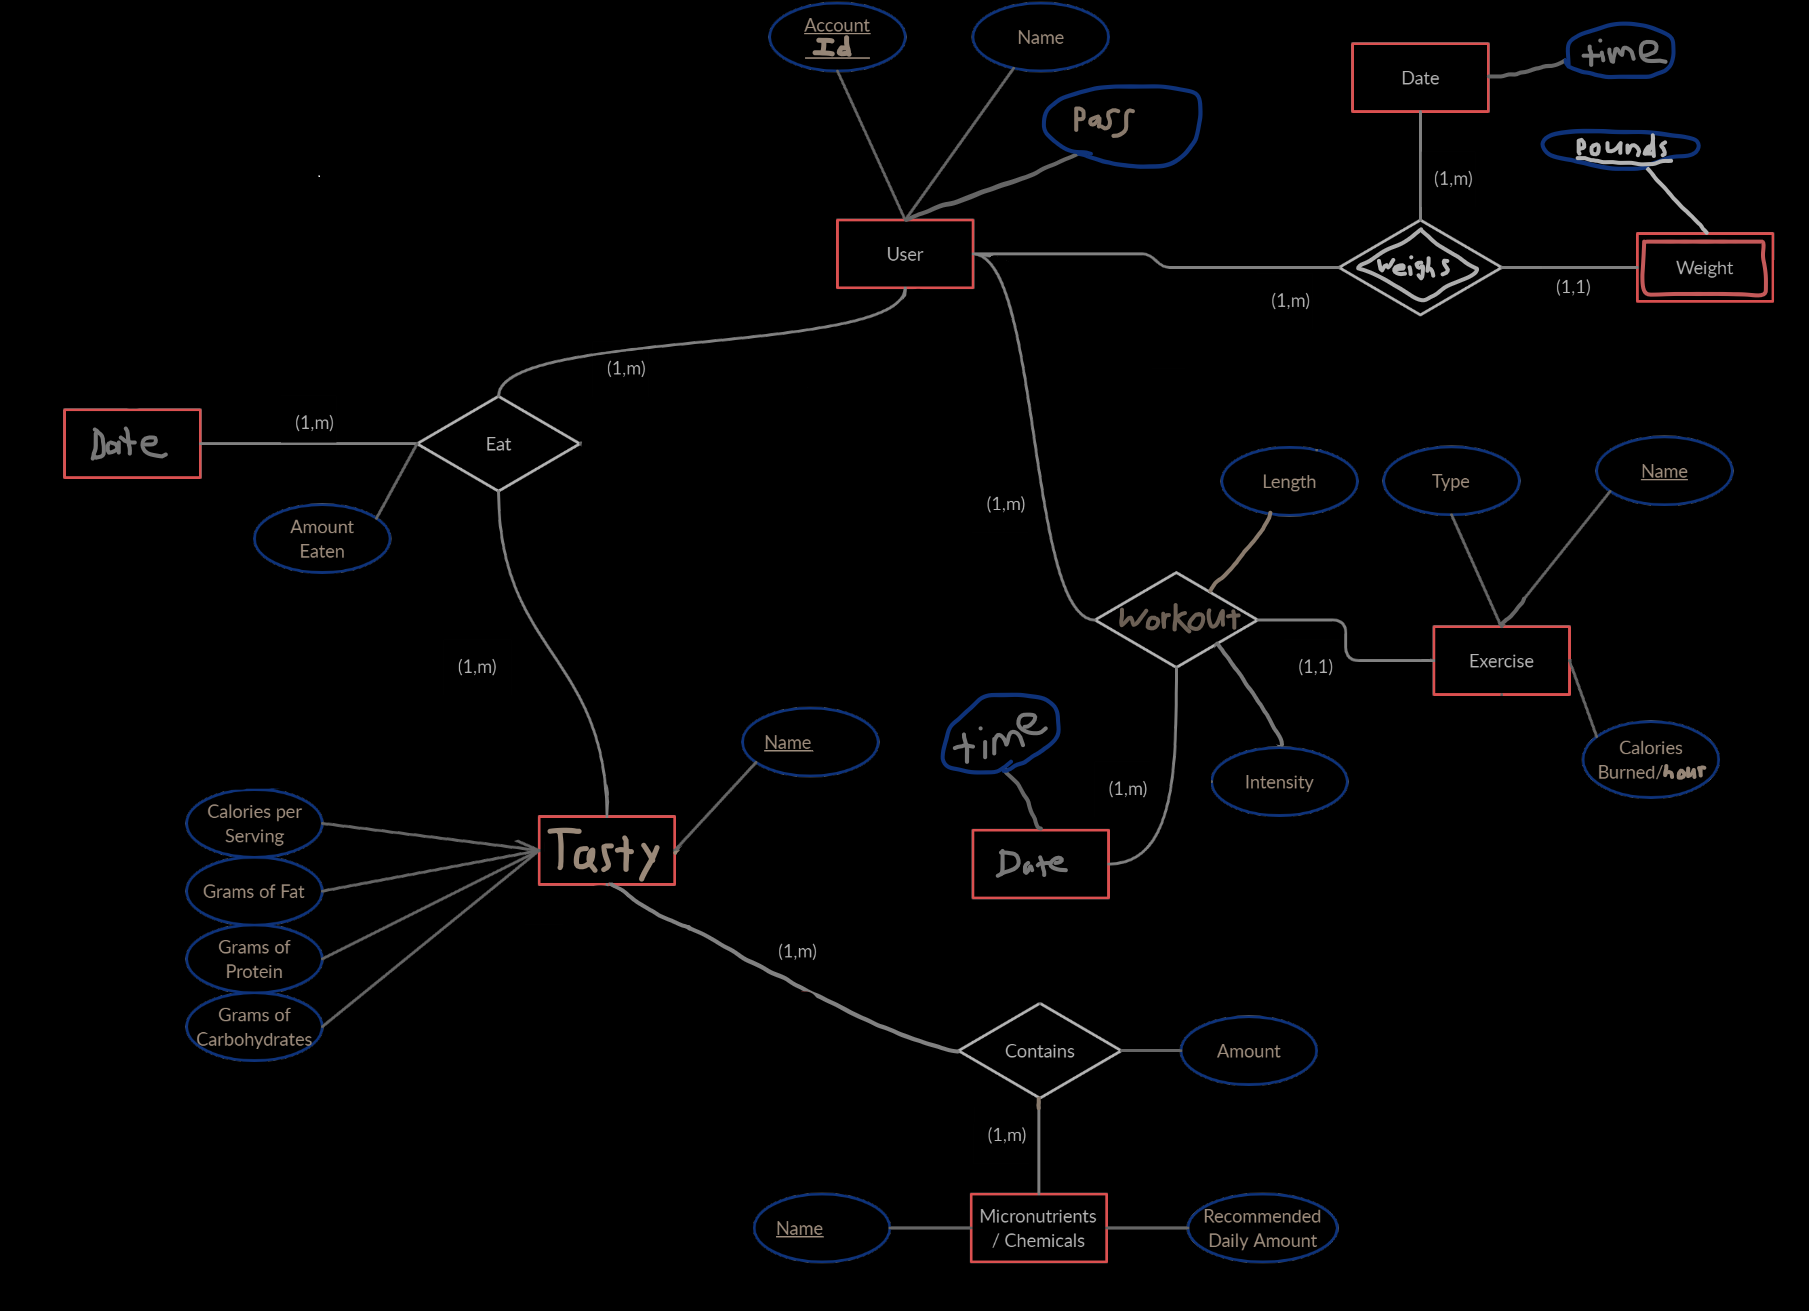 Account
Id
Name
Pass
Date
time
pounds
(1,m)
User
Weighs
Weight
(1,m)
(1,1)
(1,m)
Date
(1,m)
Eat
Amount
Eaten
(1,m)
Length
Type
Name
(1,m)
Workout
(1,1)
Exercise
time
Intensity
Calories
Burned/hour
(1,m)
Date
Name
Calories per
Serving
Tasty
Grams of Fat
Grams of
Protein
Grams of
Carbohydrates
(1,m)
Contains
Amount
(1,m)
Name
Micronutrients
/ Chemicals
Recommended
Daily Amount